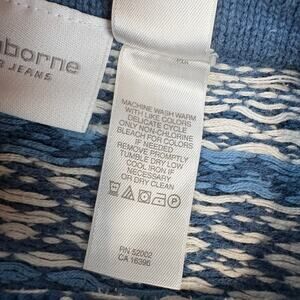 borne
JEANS
MACHINE WASH WARM
WITH LIKE COLORS
DELICATE CYCLE
ONLY NON-CHLORINE
BLEACH FOR COLORS
IF NEEDED
REMOVE PROMPTLY
TUMBLE DRY LOW
COOL IRON IF
NECESSARY
OR DRY CLEAN
P
RN 52002
CA 16396